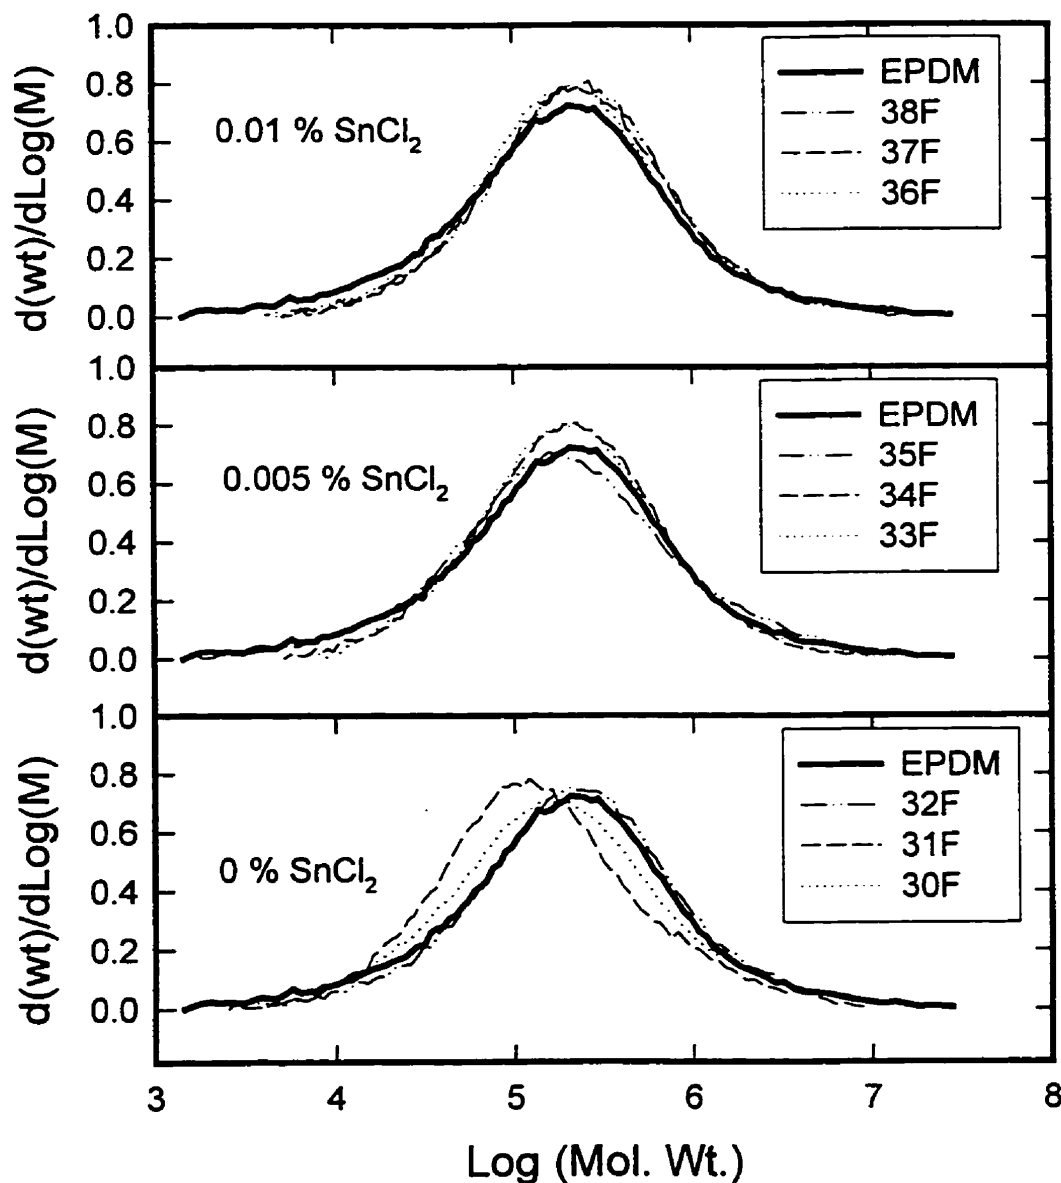 d(wt)/dLog(M)
1.0
0.8
0.6
0.4
0.2
0.0
0.01 % SnCl₂
EPDM
38F
37F
36F
d(wt)/dLog(M)
1.0
0.8
0.6
0.4
0.2
0.0
0.005 % SnCl₂
EPDM
35F
34F
33F
d(wt)/dLog(M)
1.0
0.8
0.6
0.4
0.2
0.0
0 % SnCl₂
EPDM
32F
31F
30F
3 4 5 6 7 8
Log (Mol. Wt.)